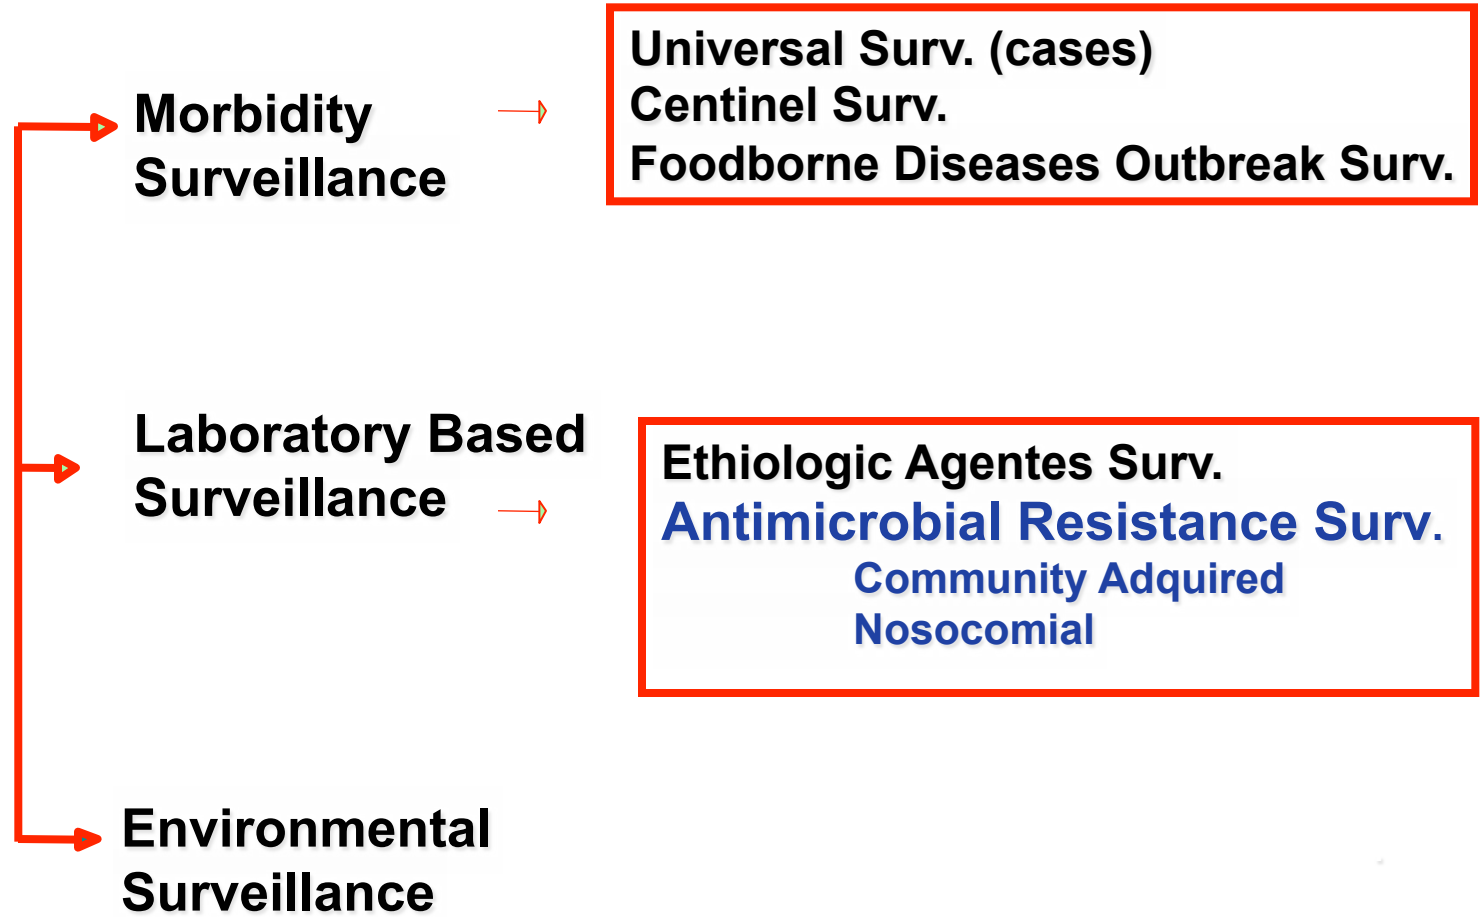 Morbidity
Surveillance
Universal Surv. (cases)
Centinel Surv.
Foodborne Diseases Outbreak Surv.
Laboratory Based
Surveillance
Ethiologic Agentes Surv.
Antimicrobial Resistance Surv.
Community Adquired
Nosocomial
Environmental
Surveillance